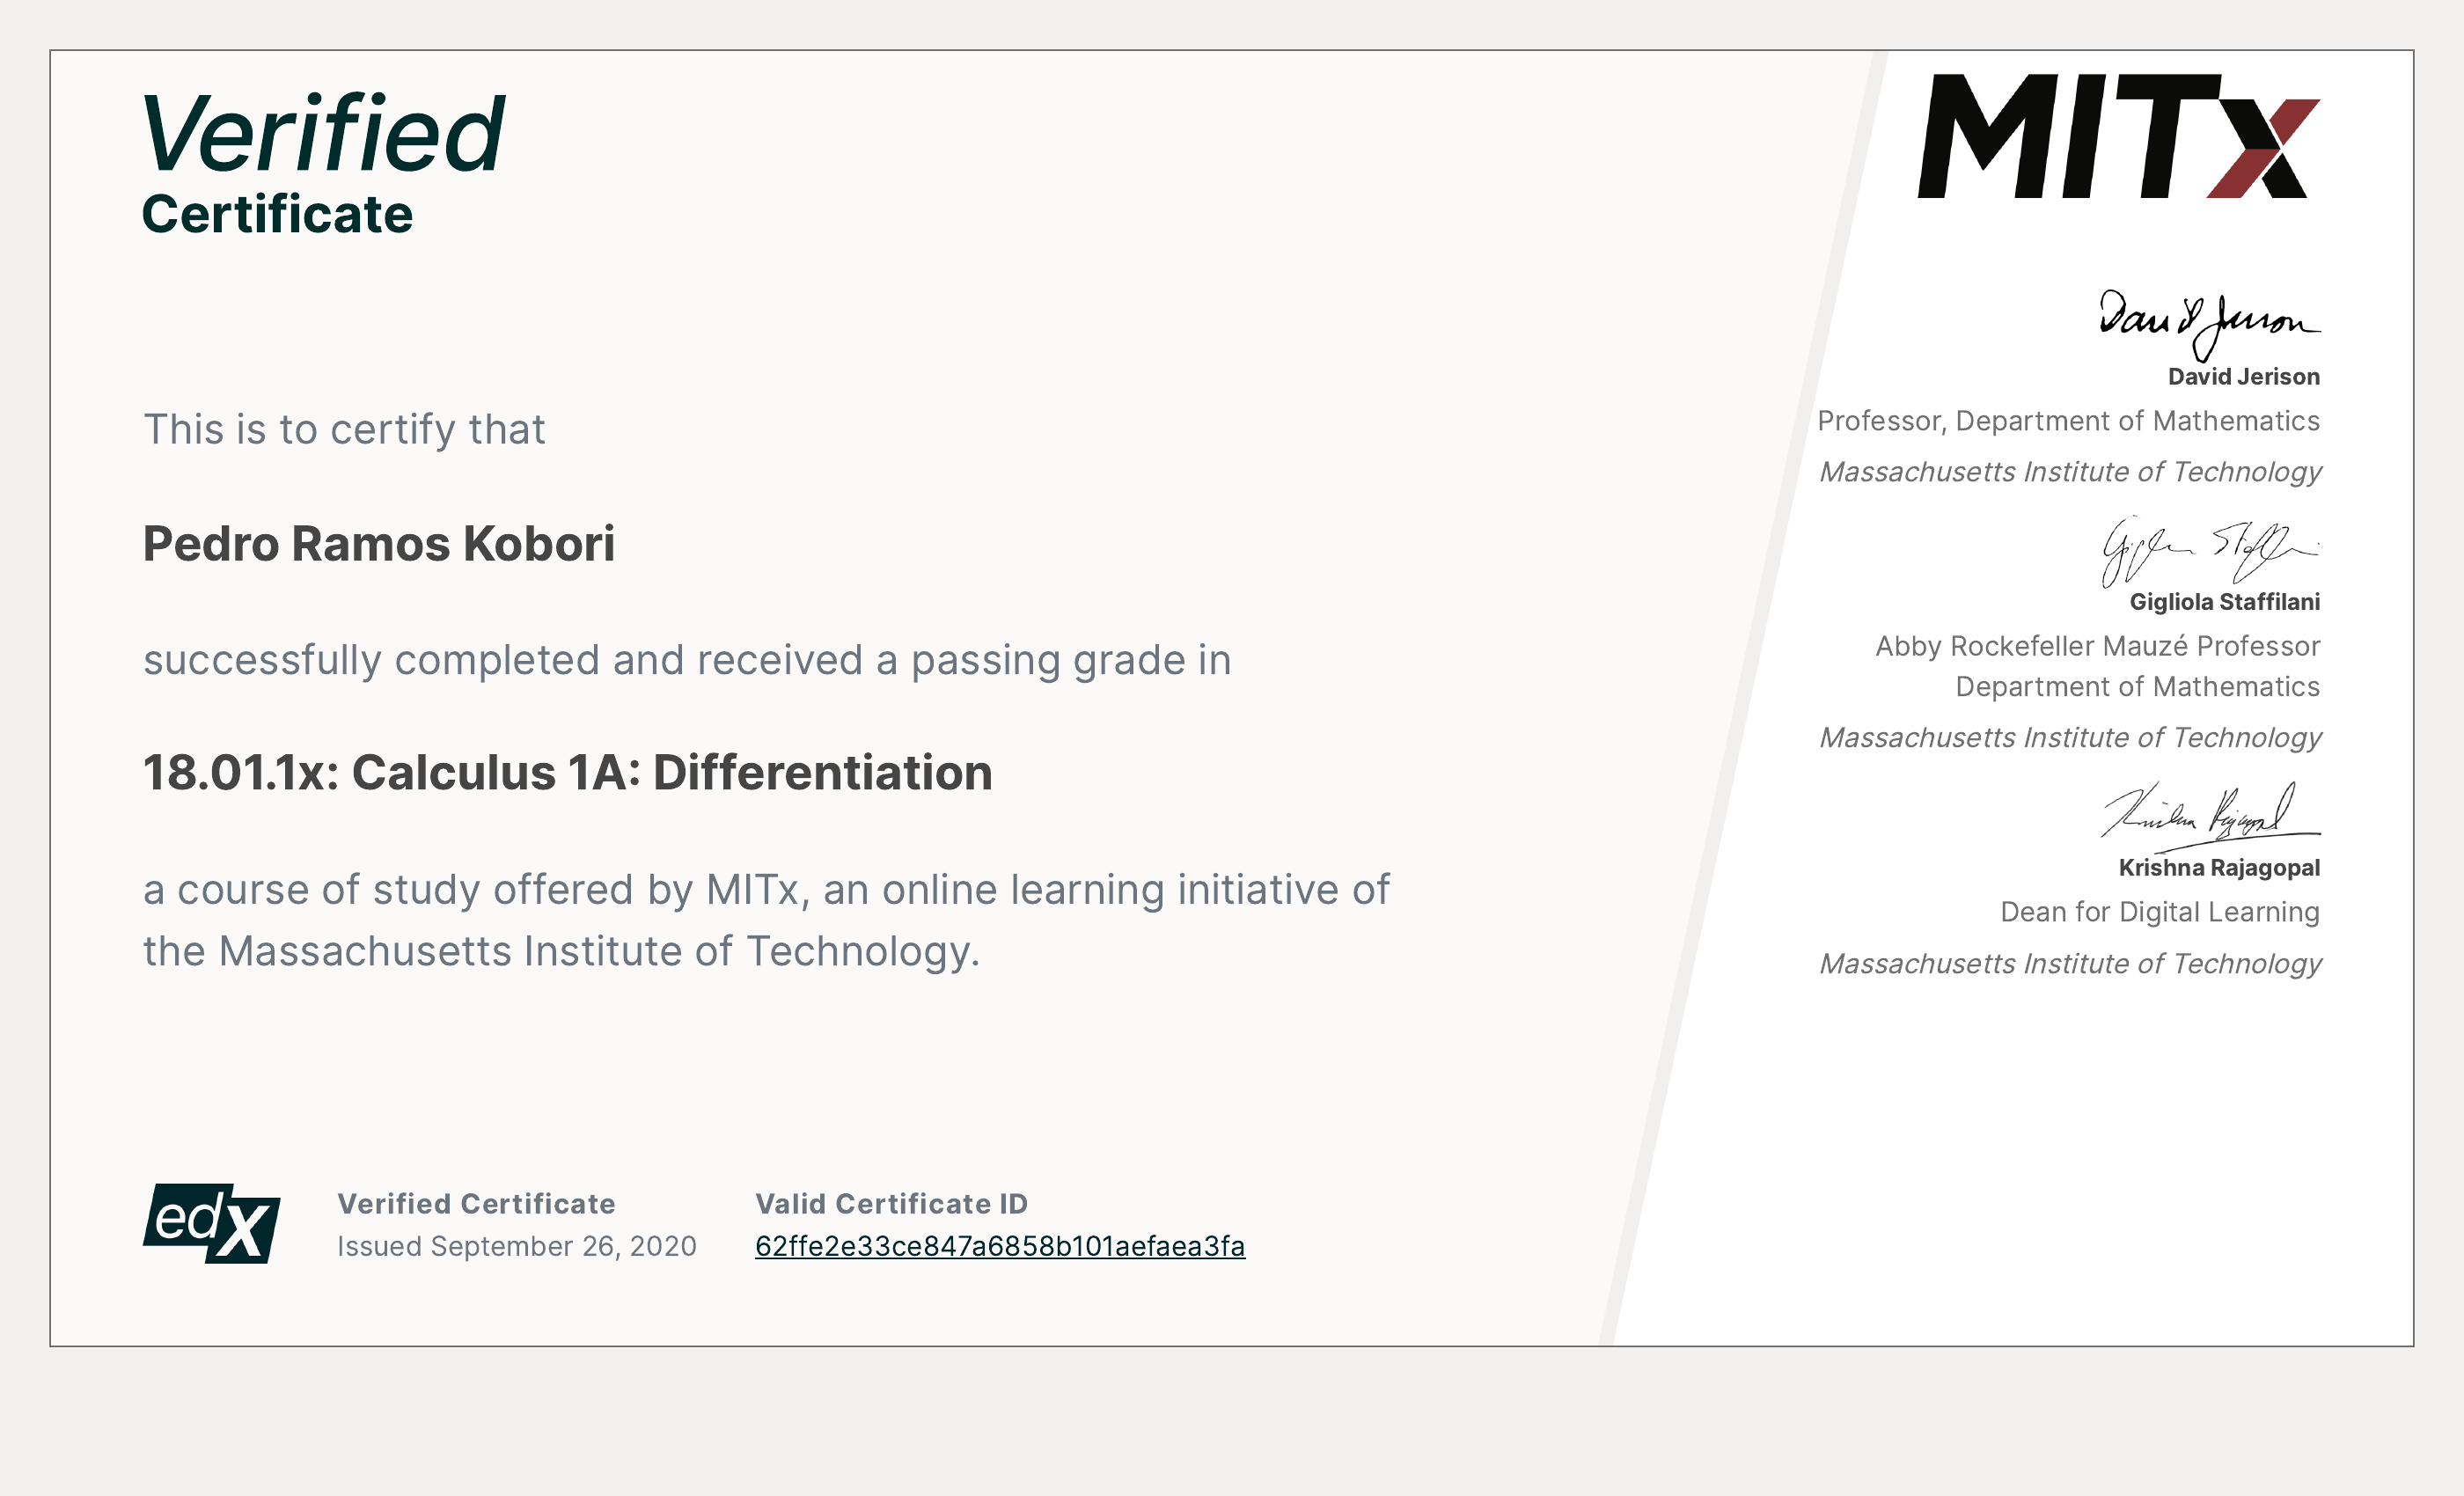 Verified
Certificate
This is to certify that
Pedro Ramos Kobori
successfully completed and received a passing grade in
18.01.1x: Calculus 1A: Differentiation
a course of study offered by MITx, an online learning initiative of
the Massachusetts Institute of Technology.
edX
Verified Certificate
Issued September 26, 2020
Valid Certificate ID
62ffe2e33ce847a6858b101aefaea3fa
MITx
David Jerison
David Jerison
Professor, Department of Mathematics
Massachusetts Institute of Technology
Gigliola Staffilani
Abby Rockefeller Mauzé Professor
Department of Mathematics
Massachusetts Institute of Technology
Krishna Rajagopal
Krishna Rajagopal
Dean for Digital Learning
Massachusetts Institute of Technology